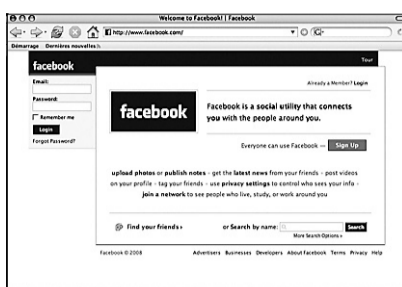 Welcome to Facebook! | Facebook
http://www.facebook.com/
Démarrage Dernières nouvelles
facebook
Tour
Email:
Password:
Remember me
Login
Forgot Password?
Already a Member? Login
facebook
Facebook is a social utility that connects
you with the people around you.
Everyone can use Facebook — Sign Up
upload photos or publish notes - get the latest news from your friends - post videos
on your profile - tag your friends - use privacy settings to control who sees your info -
join a network to see people who live, study, or work around you
Find your friends »
or Search by name: Search
More Search Options »
Facebook © 2008
Advertisers Businesses Developers About Facebook Terms Privacy Help